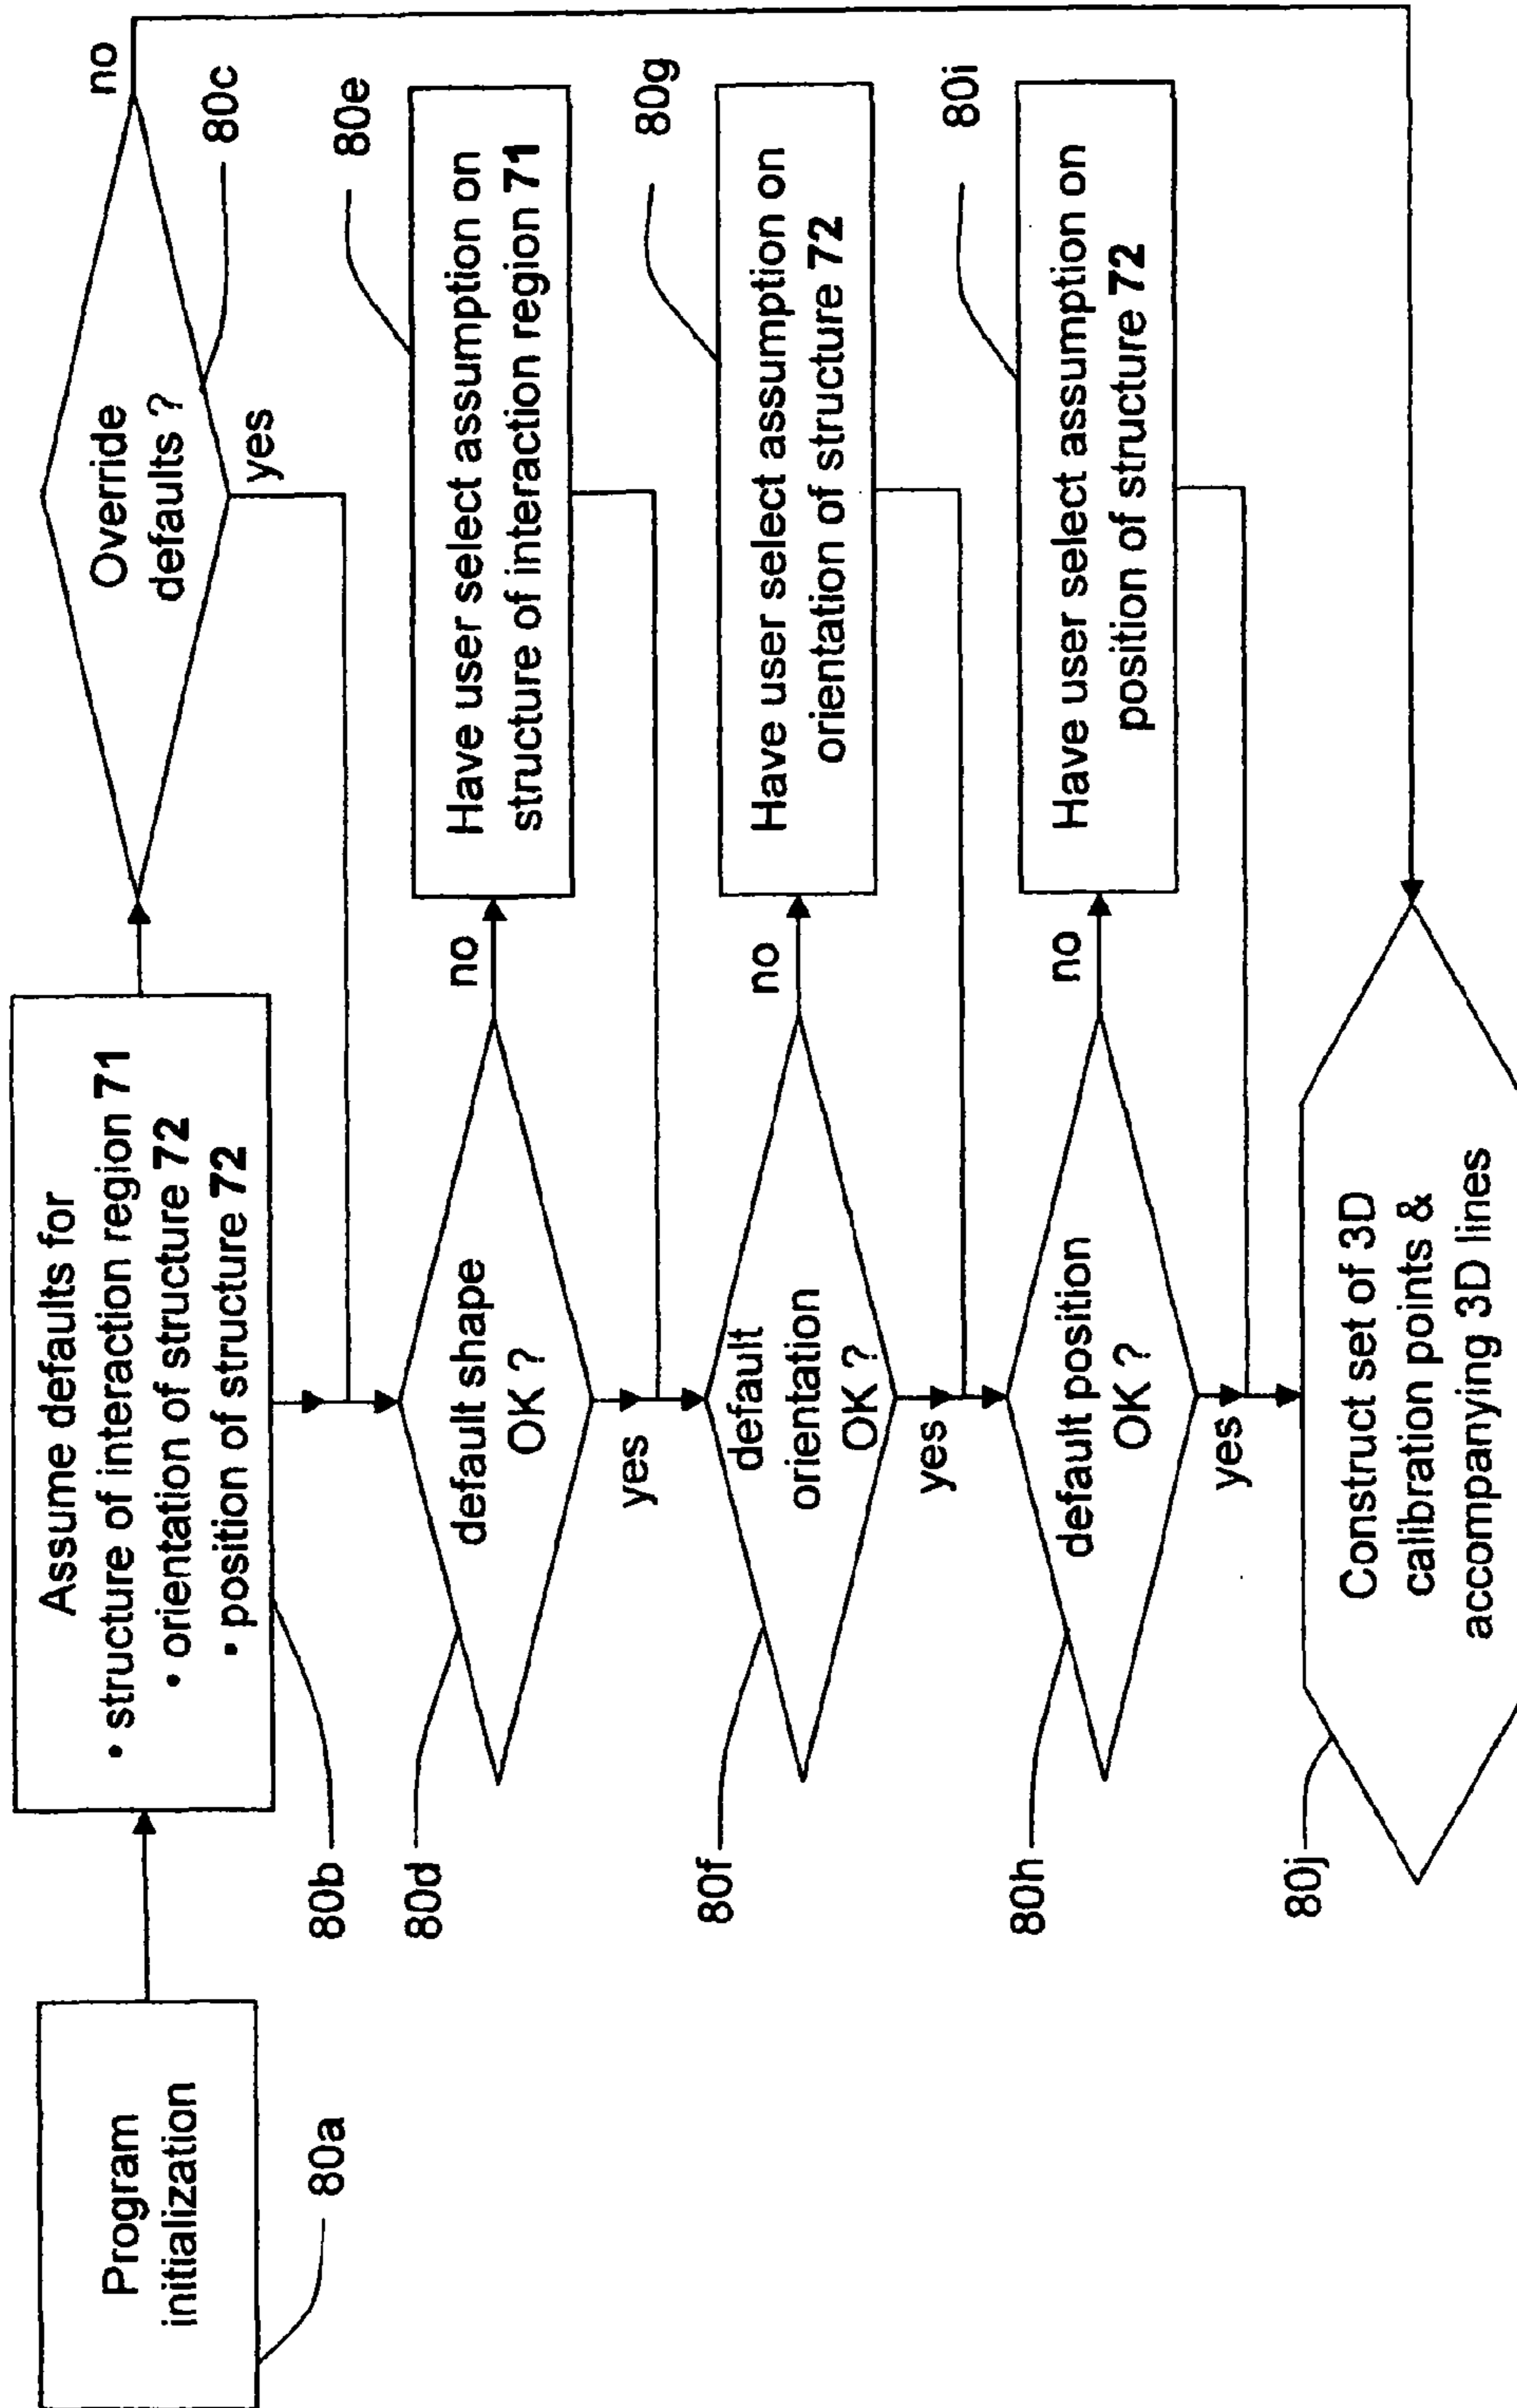 Program
initialization
80a
Assume defaults for
• structure of interaction region 71
• orientation of structure 72
• position of structure 72
80b
Override
defaults ?
no
80c
yes
default shape
OK ?
80d
no
Have user select assumption on
structure of interaction region 71
80e
yes
default
orientation
OK ?
80f
no
Have user select assumption on
orientation of structure 72
80g
yes
default position
OK ?
80h
no
Have user select assumption on
position of structure 72
80i
yes
Construct set of 3D
calibration points &
accompanying 3D lines
80j